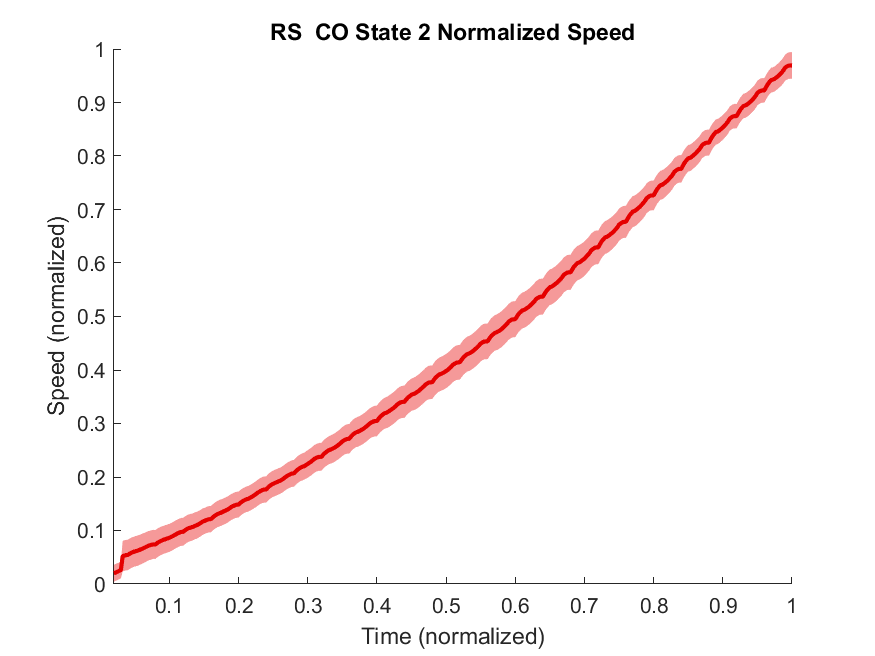 RS  CO State 2 Normalized Speed
1
0.9
0.8
0.7
0.6
0.5
0.4
0.3
0.2
0.1
0
Speed (normalized)
0.1 0.2 0.3 0.4 0.5 0.6 0.7 0.8 0.9 1
Time (normalized)